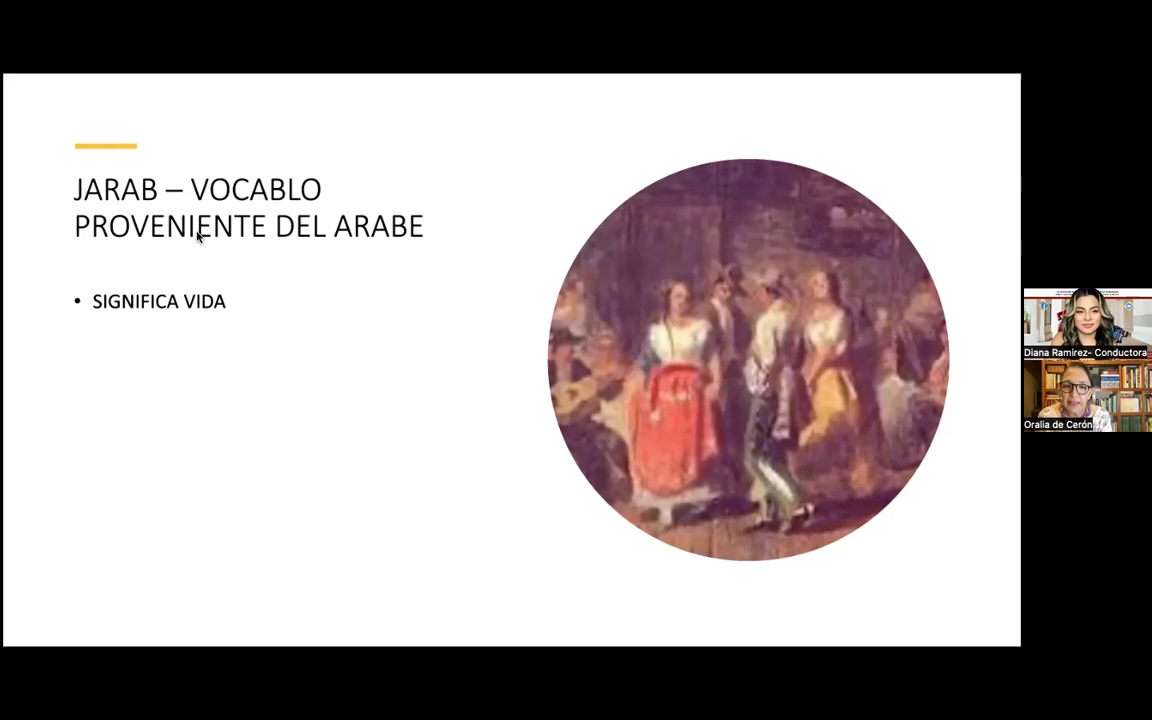 JARAB – VOCABLO
PROVENIENTE DEL ARABE
• SIGNIFICA VIDA
Diana Ramirez- Conductora
Oralia de Cerón